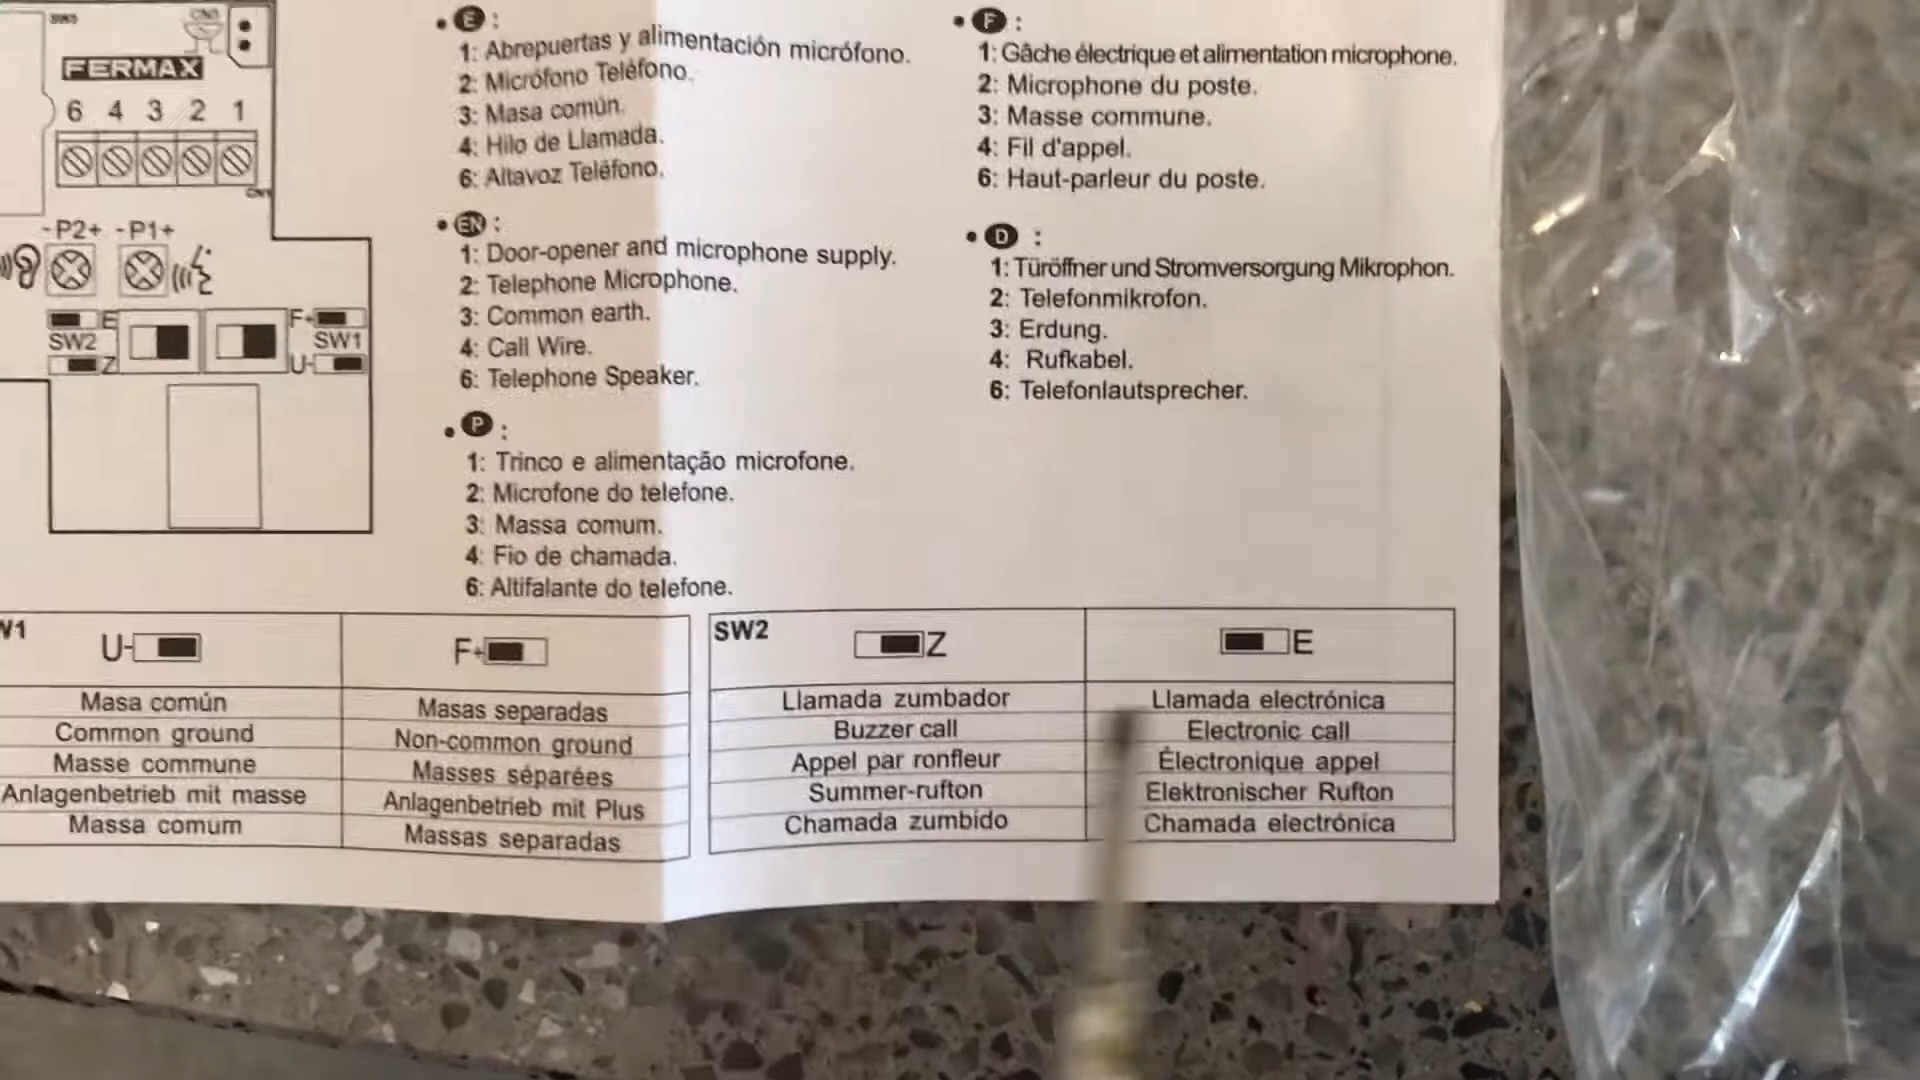 SW3
CN3
FERMAX
6 4 3 2 1
CN1
-P2+ -P1+
E
SW2
Z
F+
SW1
U-
• E :
1: Abrepuertas y alimentación micrófono.
2: Micrófono Teléfono.
3: Masa común.
4: Hilo de Llamada.
6: Altavoz Teléfono.
• EN :
1: Door-opener and microphone supply.
2: Telephone Microphone.
3: Common earth.
4: Call Wire.
6: Telephone Speaker.
• P :
1: Trinco e alimentação microfone.
2: Microfone do telefone.
3: Massa comum.
4: Fio de chamada.
6: Altifalante do telefone.
• F :
1: Gâche électrique et alimentation microphone.
2: Microphone du poste.
3: Masse commune.
4: Fil d'appel.
6: Haut-parleur du poste.
• D :
1: Türöffner und Stromversorgung Mikrophon.
2: Telefonmikrofon.
3: Erdung.
4: Rufkabel.
6: Telefonlautsprecher.
W1 U- F+
Masa común Masas separadas
Common ground Non-common ground
Masse commune Masses séparées
Anlagenbetrieb mit masse Anlagenbetrieb mit Plus
Massa comum Massas separadas
SW2 Z E
Llamada zumbador Llamada electrónica
Buzzer call Electronic call
Appel par ronfleur Électronique appel
Summer-rufton Elektronischer Rufton
Chamada zumbido Chamada electrónica